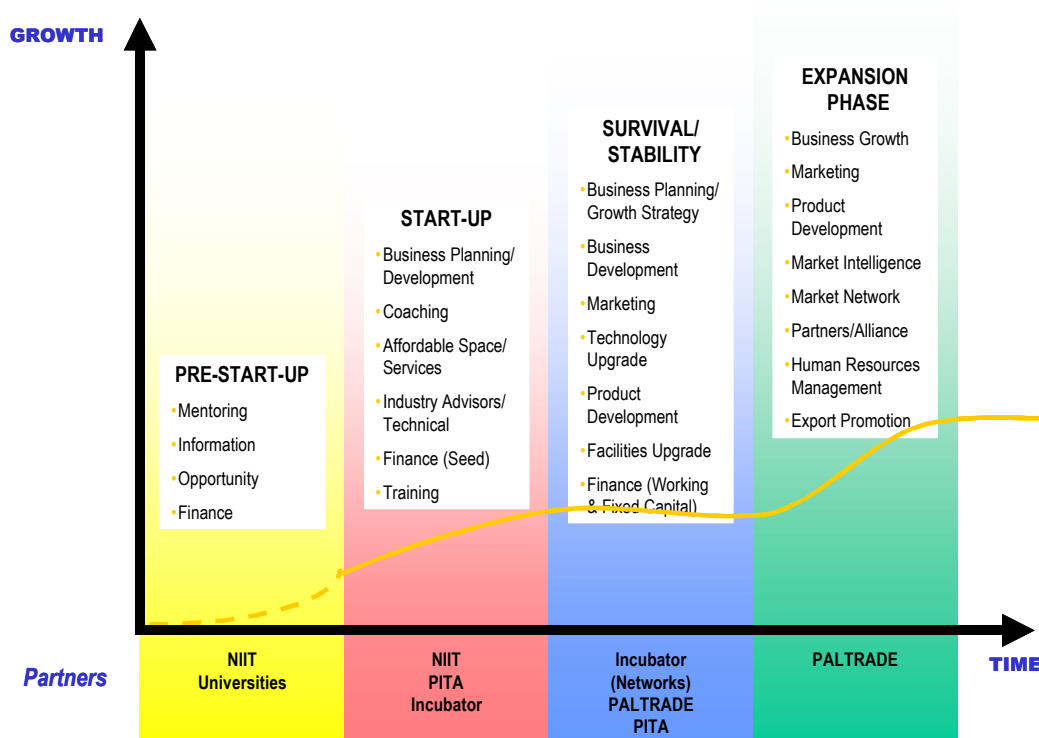 GROWTH
PRE-START-UP
•Mentoring
•Information
•Opportunity
•Finance
START-UP
•Business Planning/
Development
•Coaching
•Affordable Space/
Services
•Industry Advisors/
Technical
•Finance (Seed)
•Training
SURVIVAL/
STABILITY
•Business Planning/
Growth Strategy
•Business
Development
•Marketing
•Technology
Upgrade
•Product
Development
•Facilities Upgrade
•Finance (Working
& Fixed Capital)
EXPANSION
PHASE
•Business Growth
•Marketing
•Product
Development
•Market Intelligence
•Market Network
•Partners/Alliance
•Human Resources
Management
•Export Promotion
TIME
Partners
NIIT
Universities
NIIT
PITA
Incubator
Incubator
(Networks)
PALTRADE
PITA
PALTRADE